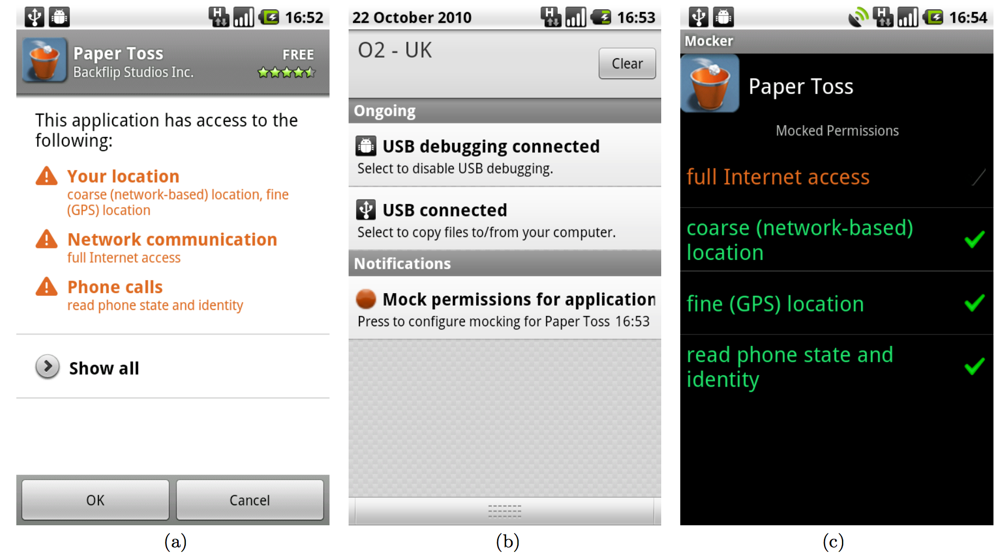 H
16:52
Paper Toss
FREE
Backflip Studios Inc.
This application has access to the
following:
Your location
coarse (network-based) location, fine
(GPS) location
Network communication
full Internet access
Phone calls
read phone state and identity
Show all
OK
Cancel
(a)
22 October 2010
H
16:53
O2 - UK
Clear
Ongoing
USB debugging connected
Select to disable USB debugging.
USB connected
Select to copy files to/from your computer.
Notifications
Mock permissions for application
Press to configure mocking for Paper Toss 16:53
(b)
H
16:54
Mocker
Paper Toss
Mocked Permissions
full Internet access
coarse (network-based)
location
fine (GPS) location
read phone state and
identity
(c)